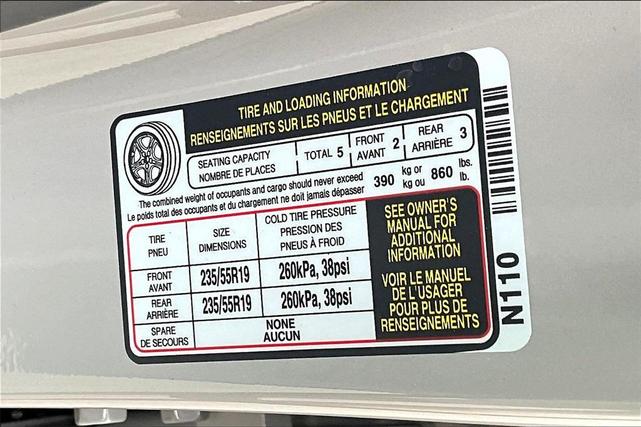 TIRE AND LOADING INFORMATION
RENSEIGNEMENTS SUR LES PNEUS ET LE CHARGEMENT
SEATING CAPACITY
NOMBRE DE PLACES
TOTAL 5
FRONT
AVANT 2
REAR
ARRIÈRE 3
The combined weight of occupants and cargo should never exceed
Le poids total des occupants et du chargement ne doit jamais dépasser
390 kg or
kg ou 860 lbs.
lb.
TIRE
PNEU
SIZE
DIMENSIONS
COLD TIRE PRESSURE
PRESSION DES
PNEUS À FROID
FRONT
AVANT
235/55R19
260kPa, 38psi
REAR
ARRIÈRE
235/55R19
260kPa, 38psi
SPARE
DE SECOURS
NONE
AUCUN
SEE OWNER'S
MANUAL FOR
ADDITIONAL
INFORMATION
VOIR LE MANUEL
DE L'USAGER
POUR PLUS DE
RENSEIGNEMENTS
N110